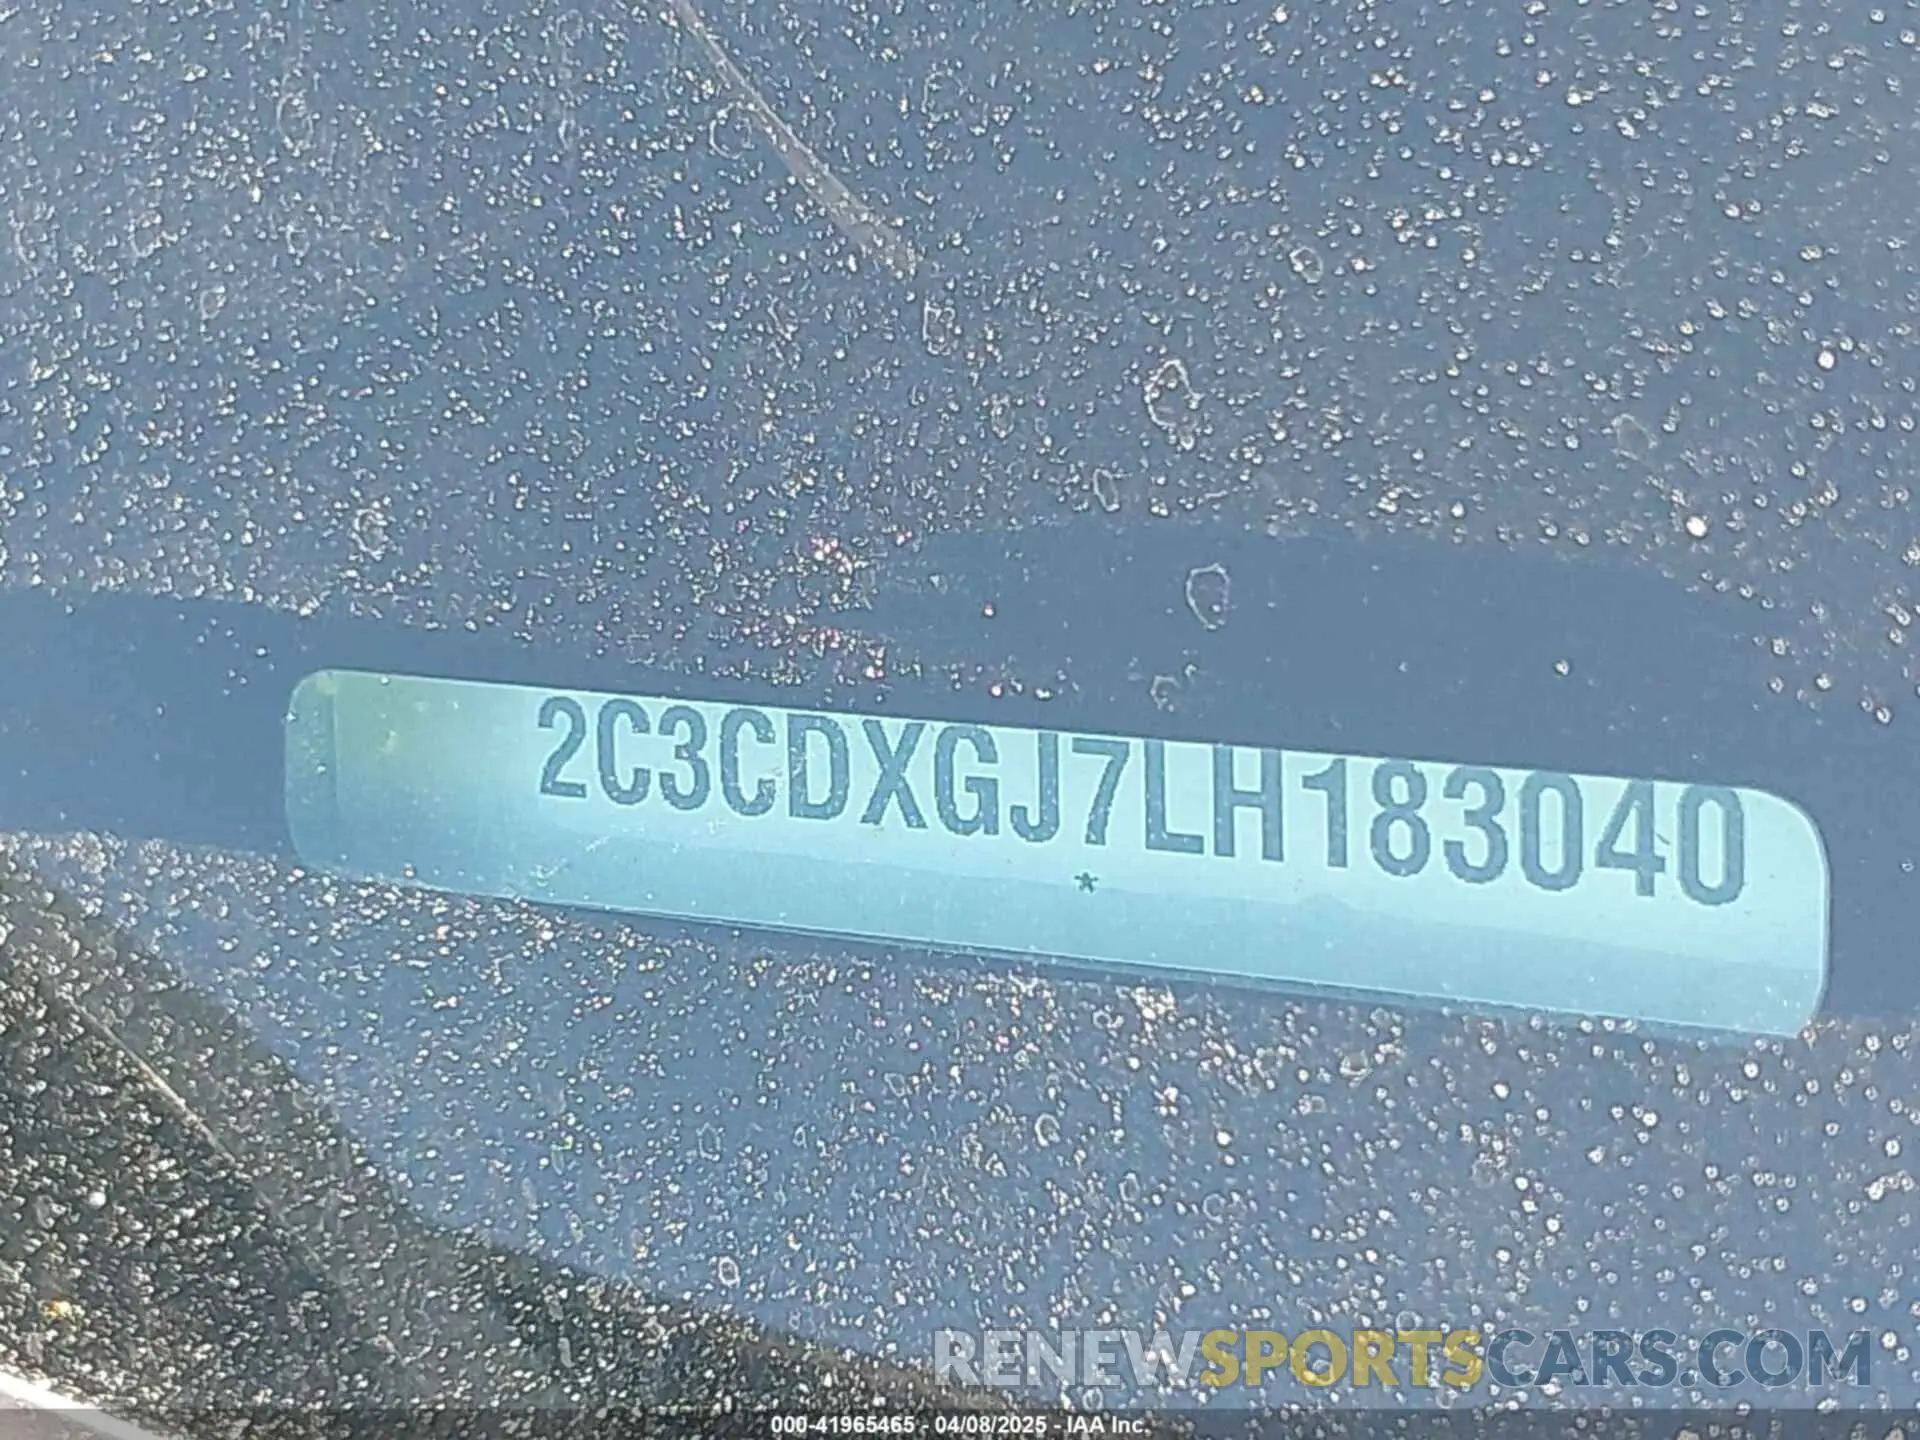 2C3CDXGJ7LH183040
*
RENEWSPORTSCARS.COM
000-41965465 - 04/08/2025 - IAA Inc.